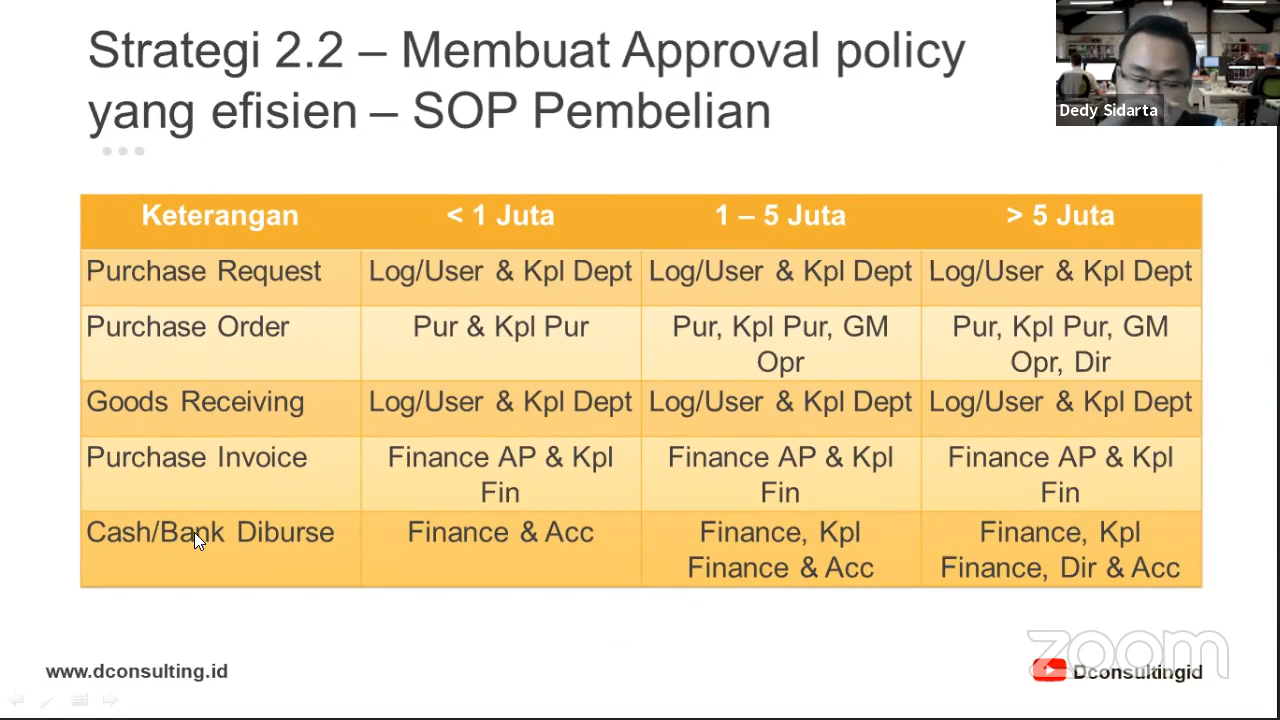 Strategi 2.2 – Membuat Approval policy
yang efisien – SOP Pembelian
Dedy Sidarta
Keterangan < 1 Juta 1 – 5 Juta > 5 Juta
Purchase Request Log/User & Kpl Dept Log/User & Kpl Dept Log/User & Kpl Dept
Purchase Order Pur & Kpl Pur Pur, Kpl Pur, GM Pur, Kpl Pur, GM
Opr Opr, Dir
Goods Receiving Log/User & Kpl Dept Log/User & Kpl Dept Log/User & Kpl Dept
Purchase Invoice Finance AP & Kpl Finance AP & Kpl Finance AP & Kpl
Fin Fin Fin
Cash/Bank Diburse Finance & Acc Finance, Kpl Finance, Kpl
Finance & Acc Finance, Dir & Acc
zoom
www.dconsulting.id Dconsultingid